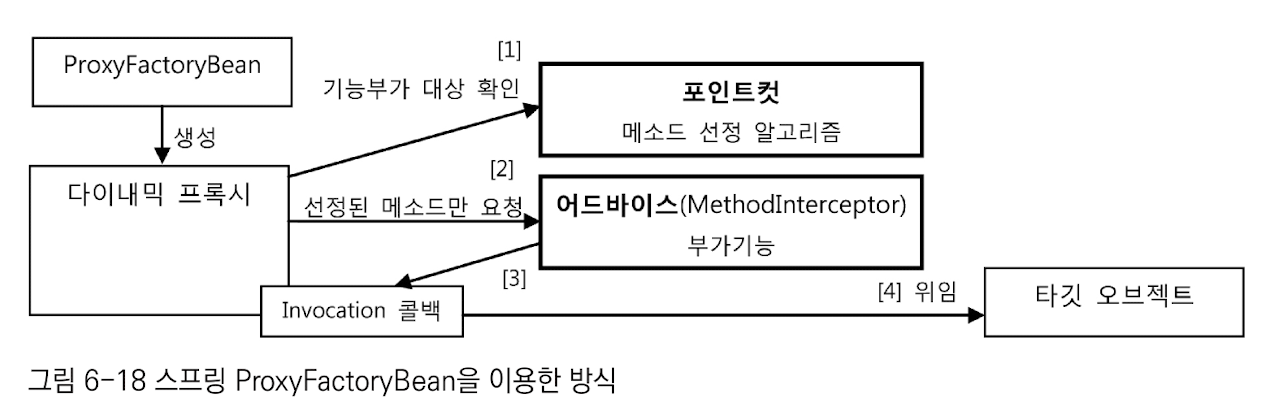 ProxyFactoryBean
생성
다이내믹 프록시
[1]
기능부가 대상 확인
포인트컷
메소드 선정 알고리즘
[2]
선정된 메소드만 요청
어드바이스(MethodInterceptor)
부가기능
[3]
Invocation 콜백
[4] 위임
타깃 오브젝트
그림 6-18 스프링 ProxyFactoryBean을 이용한 방식